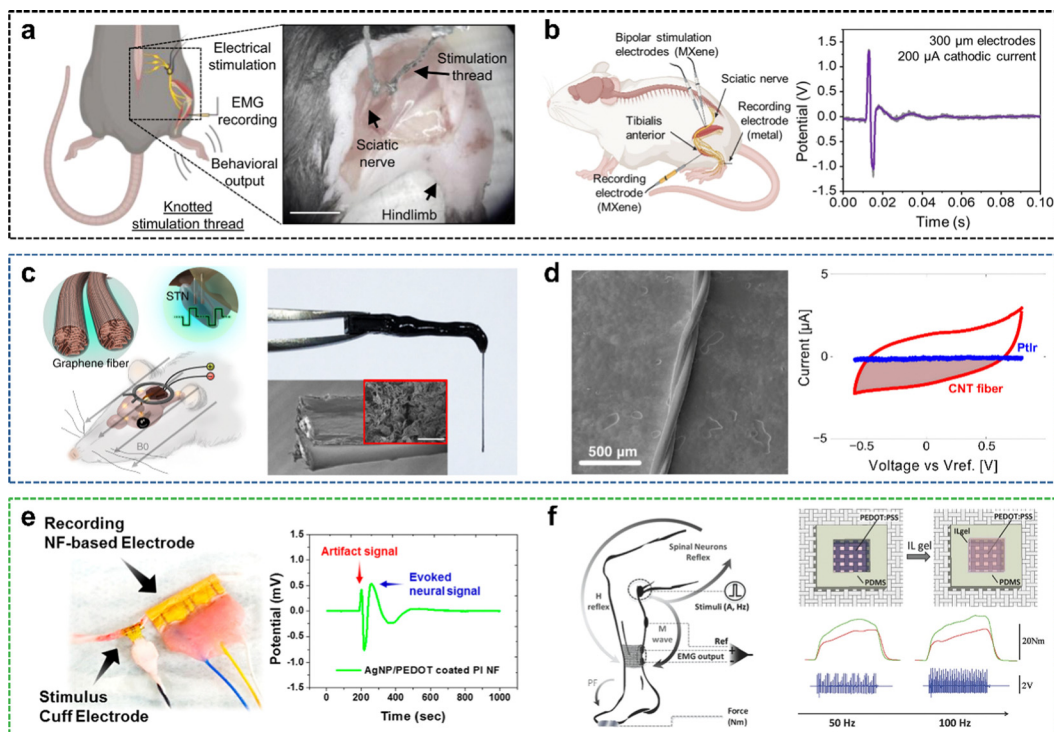 a
Electrical
stimulation
EMG
recording
Behavioral
output
Knotted
stimulation thread
Stimulation
thread
Sciatic
nerve
Hindlimb
b
Bipolar stimulation
electrodes (MXene)
Sciatic nerve
Recording
electrode
(metal)
Tibialis
anterior
Recording
electrode
(MXene)
300 µm electrodes
200 µA cathodic current
Potential (V)
1.5
1.0
0.5
0.0
-0.5
-1.0
-1.5
0.00 0.02 0.04 0.06 0.08 0.10
Time (s)
c
STN
Graphene fiber
B0
d
500 µm
Current [µA]
5
0
-5
PtIr
CNT fiber
-0.5 0 0.5
Voltage vs Vref. [V]
e
Recording
NF-based Electrode
Stimulus
Cuff Electrode
Potential (mV)
1.5
1.0
0.5
0.0
-0.5
-1.0
-1.5
Artifact signal
Evoked
neural signal
AgNP/PEDOT coated PI NF
0 200 400 600 800 1000
Time (sec)
f
Spinal Neurons
Reflex
H
reflex
Stimuli (A, Hz)
M
wave
Ref
EMG output
PF
Force
(Nm)
PEDOT:PSS
PDMS
IL gel
PEDOT:PSS
ILgel
PDMS
20Nm
2V
50 Hz 100 Hz